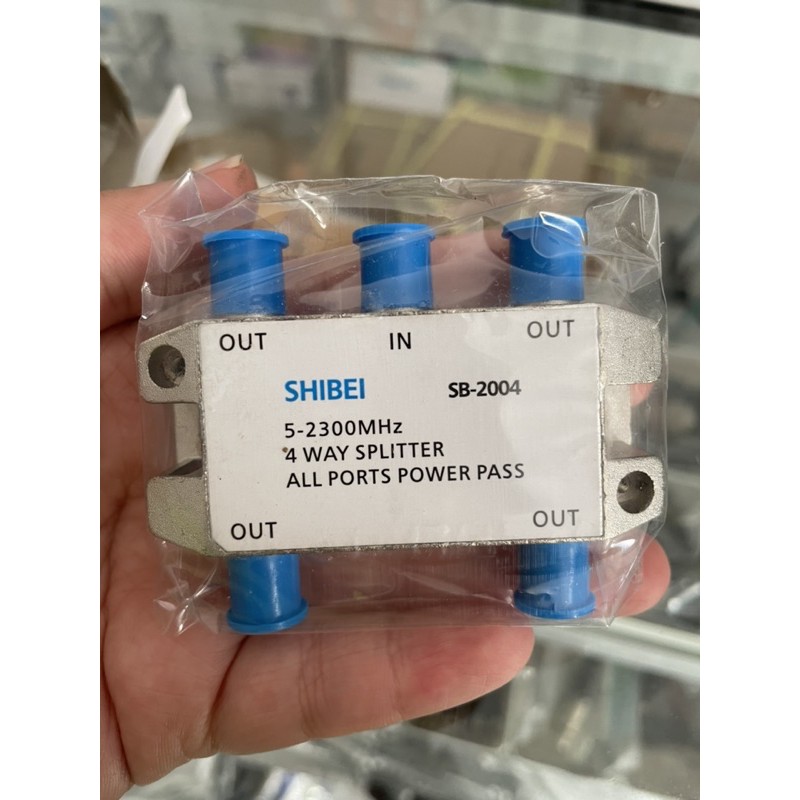 OUT IN OUT
SHIBEI SB-2004
5-2300MHz
4 WAY SPLITTER
ALL PORTS POWER PASS
OUT OUT